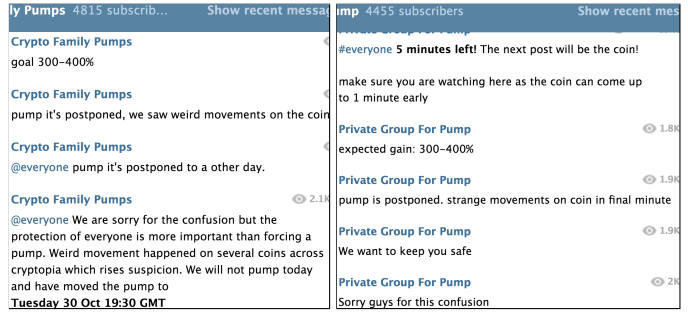 ly Pumps 4815 subscrib... Show recent messag
Crypto Family Pumps
goal 300-400%
Crypto Family Pumps
pump it's postponed, we saw weird movements on the coin
Crypto Family Pumps
@everyone pump it's postponed to a other day.
Crypto Family Pumps 2.1K
@everyone We are sorry for the confusion but the
protection of everyone is more important than forcing a
pump. Weird movement happened on several coins across
cryptopia which rises suspicion. We will not pump today
and have moved the pump to
Tuesday 30 Oct 19:30 GMT
ump 4455 subscribers Show recent mes
Private Group For Pump
#everyone 5 minutes left! The next post will be the coin!
make sure you are watching here as the coin can come up
to 1 minute early
Private Group For Pump 1.8K
expected gain: 300-400%
Private Group For Pump 1.9K
pump is postponed. strange movements on coin in final minute
Private Group For Pump 1.9K
We want to keep you safe
Private Group For Pump 2K
Sorry guys for this confusion